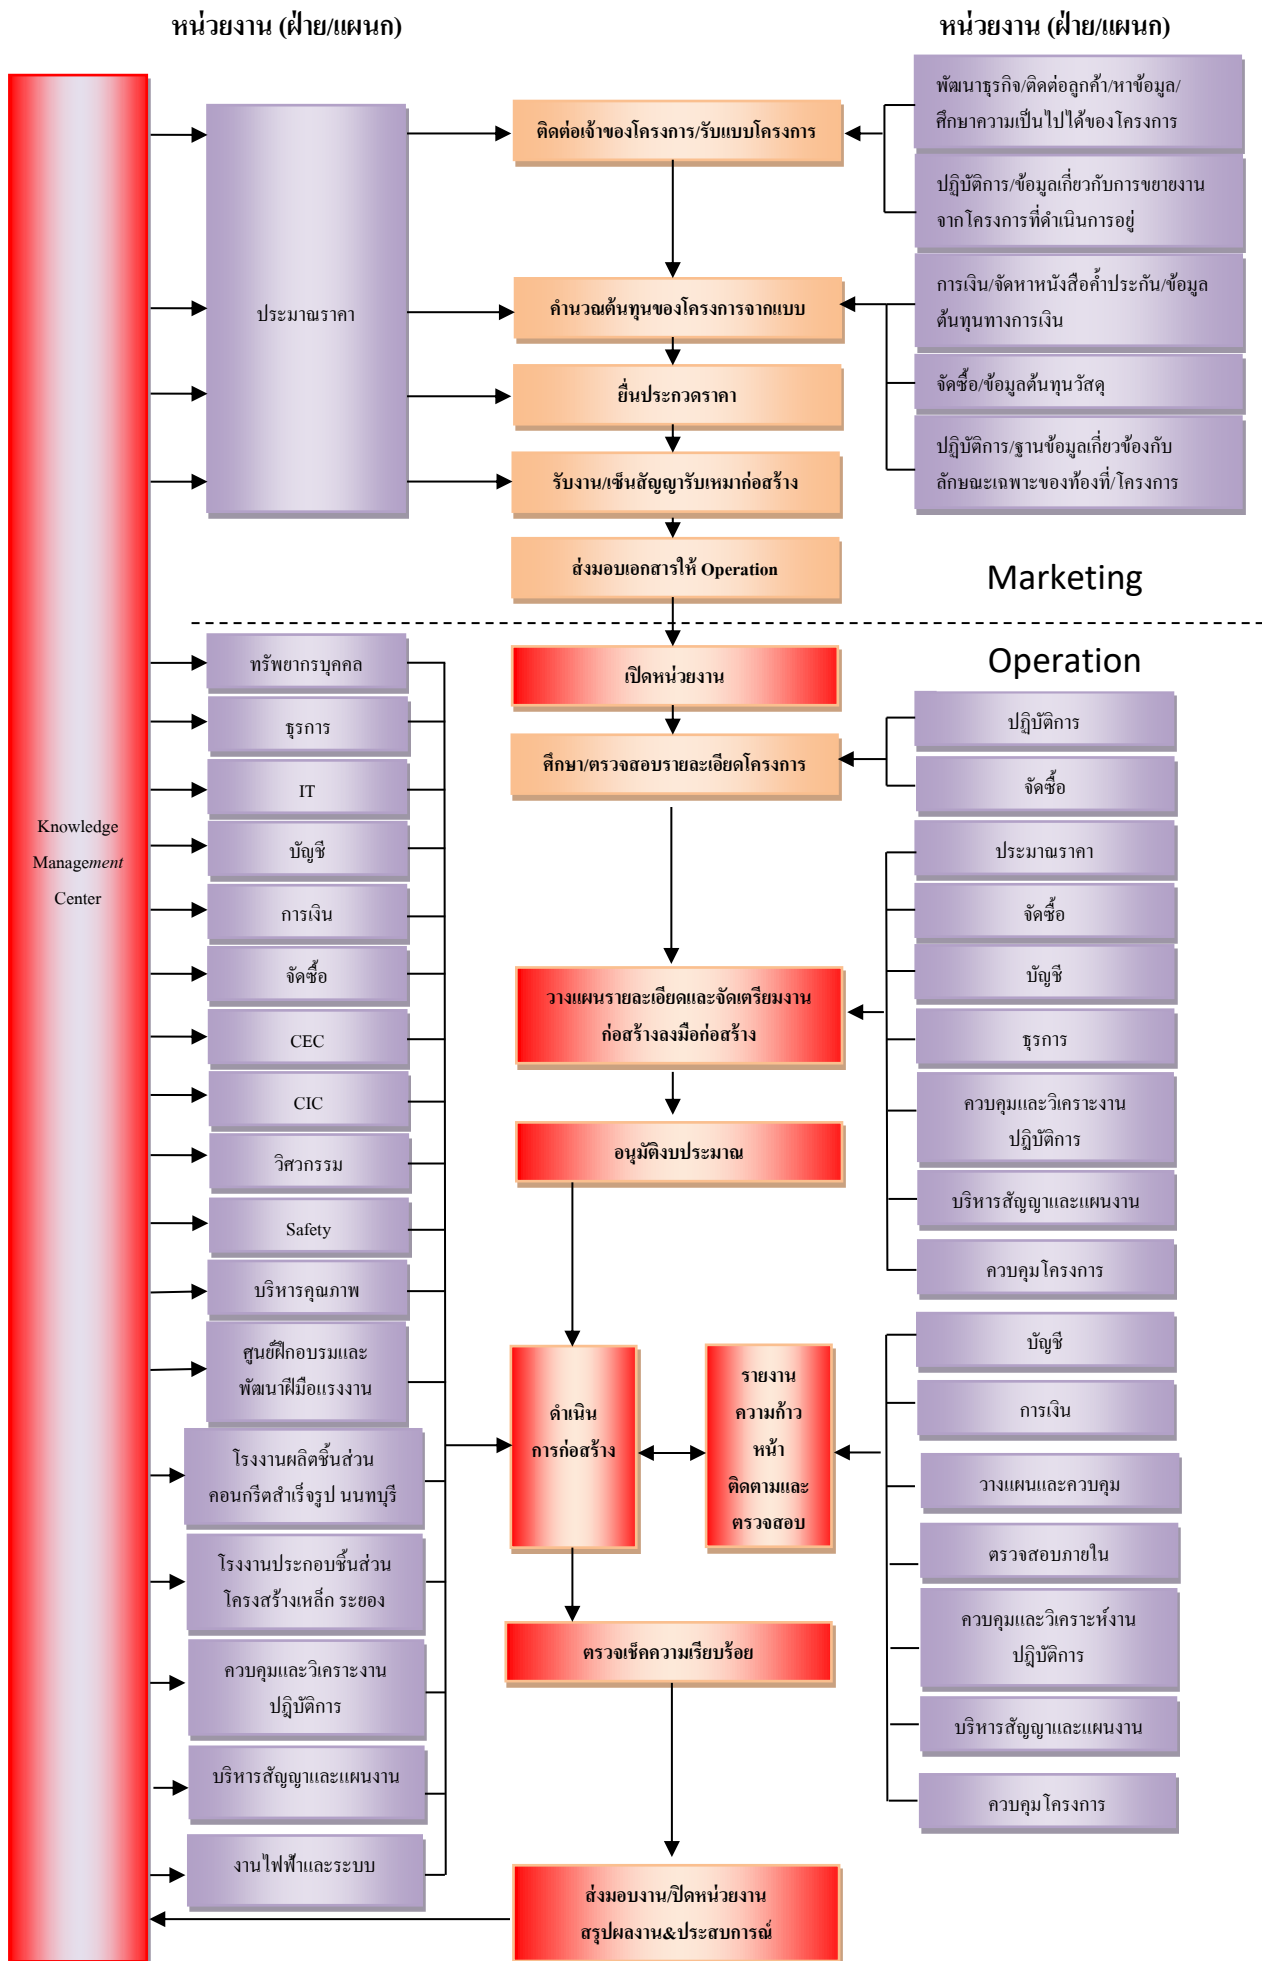 หน่วยงาน (ฝ่าย/แผนก)
หน่วยงาน (ฝ่าย/แผนก)
Knowledge
Management
Center
ประมาณราคา
ติดต่อเจ้าของโครงการ/รับแบบโครงการ
คำนวณต้นทุนของโครงการจากแบบ
ยื่นประกวดราคา
รับงาน/เซ็นสัญญารับเหมาก่อสร้าง
ส่งมอบเอกสารให้ Operation
พัฒนาธุรกิจ/ติดต่อลูกค้า/หาข้อมูล/
ศึกษาความเป็นไปได้ของโครงการ
ปฏิบัติการ/ข้อมูลเกี่ยวกับการขยายงาน
จากโครงการที่ดำเนินการอยู่
การเงิน/จัดหาหนังสือค้ำประกัน/ข้อมูล
ต้นทุนทางการเงิน
จัดซื้อ/ข้อมูลต้นทุนวัสดุ
ปฏิบัติการ/ฐานข้อมูลเกี่ยวข้องกับ
ลักษณะเฉพาะของท้องที่/โครงการ
Marketing
Operation
ทรัพยากรบุคคล
ธุรการ
IT
บัญชี
การเงิน
จัดซื้อ
CEC
CIC
วิศวกรรม
Safety
บริหารคุณภาพ
ศูนย์ฝึกอบรมและ
พัฒนาฝีมือแรงงาน
โรงงานผลิตชิ้นส่วน
คอนกรีตสำเร็จรูป นนทบุรี
โรงงานประกอบชิ้นส่วน
โครงสร้างเหล็ก ระยอง
ควบคุมและวิเคราะงาน
ปฎิบัติการ
บริหารสัญญาและแผนงาน
งานไฟฟ้าและระบบ
เปิดหน่วยงาน
ศึกษา/ตรวจสอบรายละเอียดโครงการ
วางแผนรายละเอียดและจัดเตรียมงาน
ก่อสร้างลงมือก่อสร้าง
อนุมัติงบประมาณ
ดำเนิน
การก่อสร้าง
รายงาน
ความก้าว
หน้า
ติดตามและ
ตรวจสอบ
ตรวจเช็คความเรียบร้อย
ส่งมอบงาน/ปิดหน่วยงาน
สรุปผลงาน&ประสบการณ์
ปฏิบัติการ
จัดซื้อ
ประมาณราคา
จัดซื้อ
บัญชี
ธุรการ
ควบคุมและวิเคราะงาน
ปฎิบัติการ
บริหารสัญญาและแผนงาน
ควบคุมโครงการ
บัญชี
การเงิน
วางแผนและควบคุม
ตรวจสอบภายใน
ควบคุมและวิเคราะห์งาน
ปฎิบัติการ
บริหารสัญญาและแผนงาน
ควบคุมโครงการ